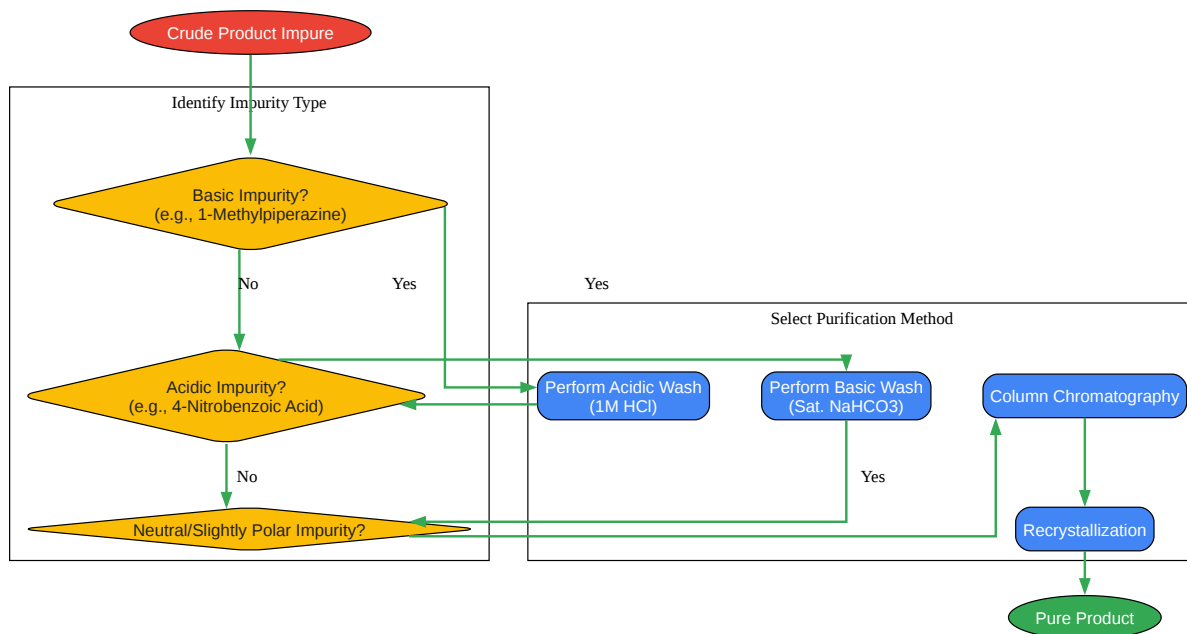 Crude Product Impure
Identify Impurity Type
Basic Impurity?
(e.g., 1-Methylpiperazine)
No
Yes
Yes
Select Purification Method
Acidic Impurity?
(e.g., 4-Nitrobenzoic Acid)
Perform Acidic Wash
(1M HCl)
Perform Basic Wash
(Sat. NaHCO3)
Column Chromatography
No
Yes
Neutral/Slightly Polar Impurity?
Recrystallization
Pure Product